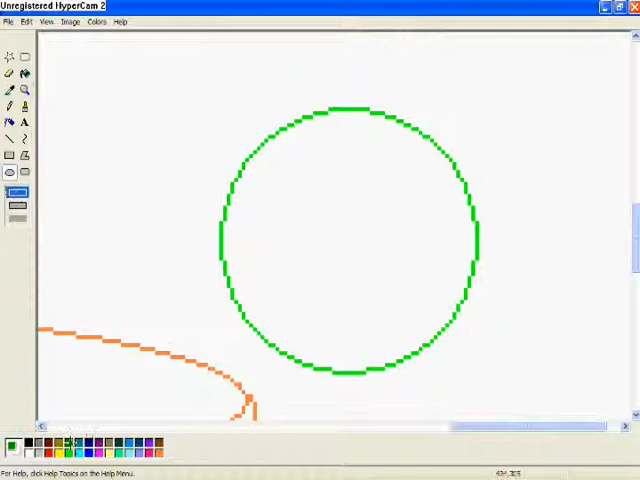 Unregistered HyperCam 2
File Edit View Image Colors Help
A
For Help, click Help Topics on the Help Menu.